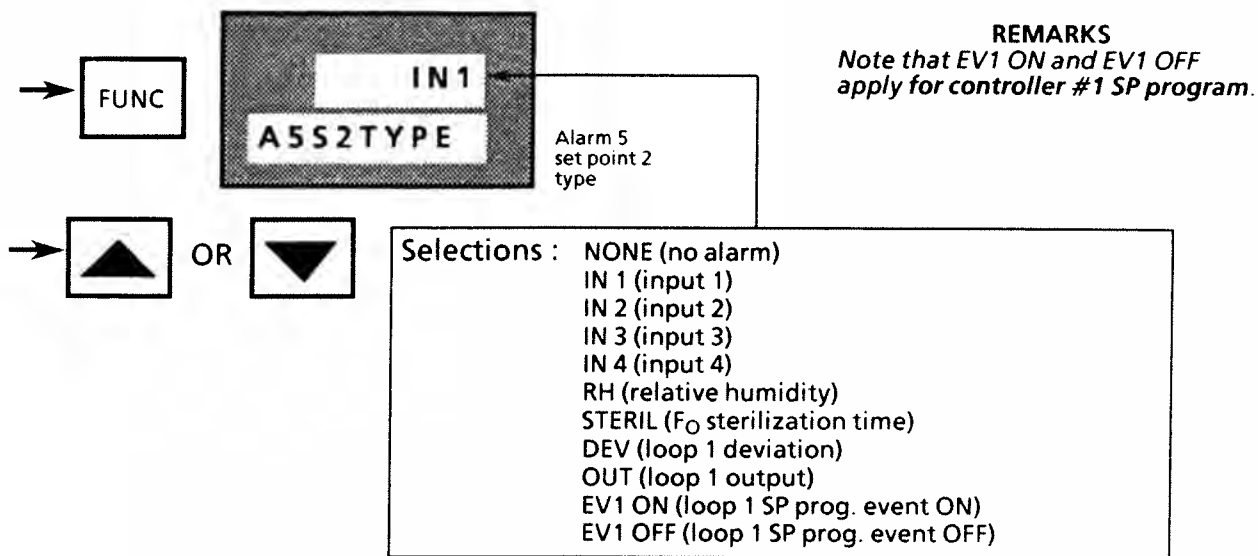 REMARKS
Note that EV1 ON and EV1 OFF
apply for controller #1 SP program.
FUNC
IN1
A5S2TYPE
Alarm 5
set point 2
type
OR
Selections : NONE (no alarm)
IN 1 (input 1)
IN 2 (input 2)
IN 3 (input 3)
IN 4 (input 4)
RH (relative humidity)
STERIL (FO sterilization time)
DEV (loop 1 deviation)
OUT (loop 1 output)
EV1 ON (loop 1 SP prog. event ON)
EV1 OFF (loop 1 SP prog. event OFF)